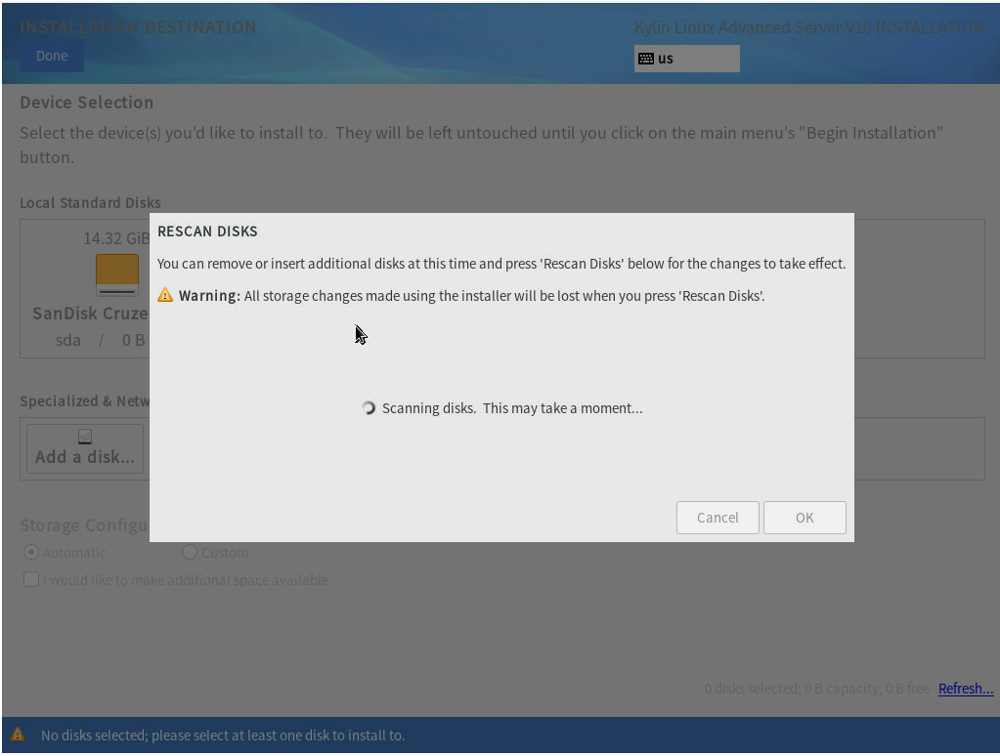 INSTALLATION DESTINATION
Kylin Linux Advanced Server V10 INSTALLATION
Done
us
Device Selection
Select the device(s) you'd like to install to.  They will be left untouched until you click on the main menu's "Begin Installation"
button.
Local Standard Disks
14.32 GiB
SanDisk Cruze
sda / 0 B
RESCAN DISKS
You can remove or insert additional disks at this time and press 'Rescan Disks' below for the changes to take effect.
Warning: All storage changes made using the installer will be lost when you press 'Rescan Disks'.
Scanning disks.  This may take a moment...
Cancel
OK
Specialized & Netw
Add a disk...
Storage Configu
Automatic
Custom
I would like to make additional space available.
0 disks selected; 0 B capacity; 0 B free
Refresh...
No disks selected; please select at least one disk to install to.